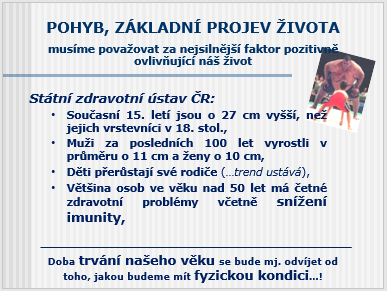 POHYB, ZÁKLADNÍ PROJEV ŽIVOTA
musíme považovat za nejsilnější faktor pozitivně
ovlivňující náš život
Státní zdravotní ústav ČR:
• Současní 15. letí jsou o 27 cm vyšší, než
jejich vrstevníci v 18. stol.,
• Muži za posledních 100 let vyrostli v
průměru o 11 cm a ženy o 10 cm,
• Děti přerůstají své rodiče (...trend ustává),
• Většina osob ve věku nad 50 let má četné
zdravotní problémy včetně snížení
imunity,
Doba trvání našeho věku se bude mj. odvíjet od
toho, jakou budeme mít fyzickou kondici...!